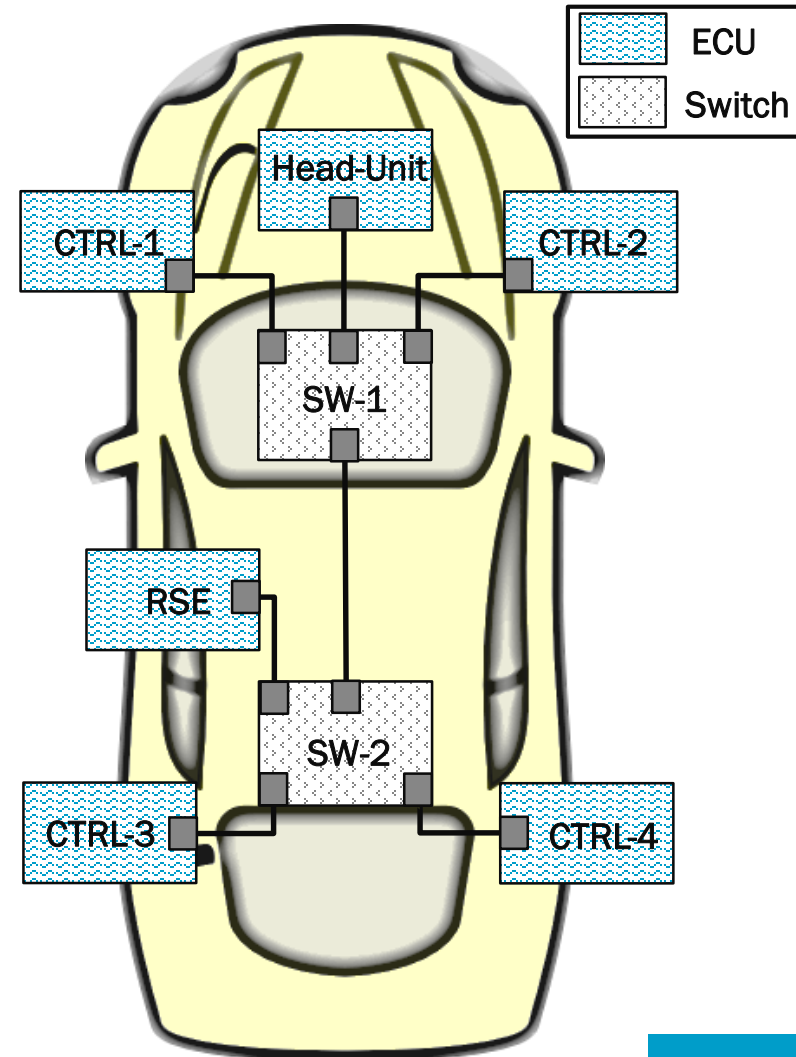 ECU
Switch
Head-Unit
CTRL-1
CTRL-2
SW-1
RSE
SW-2
CTRL-3
CTRL-4